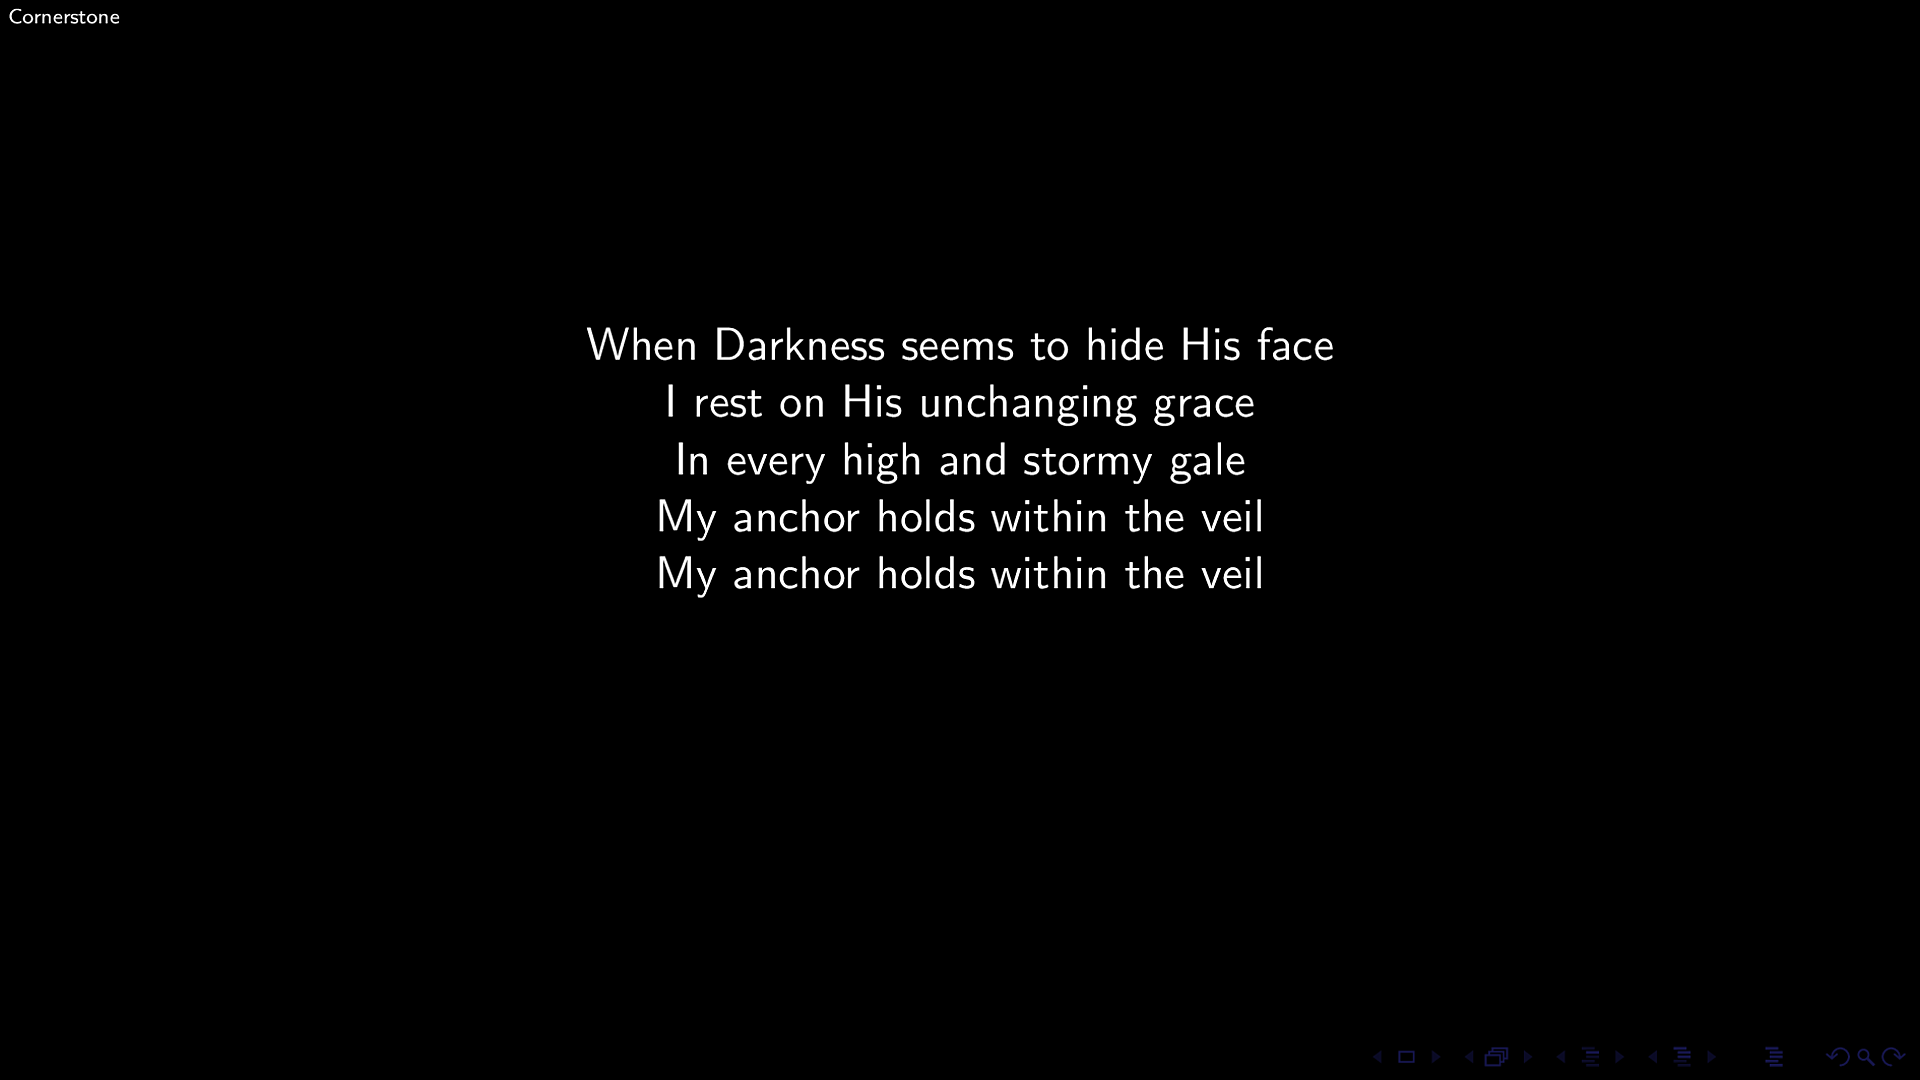 Cornerstone
When Darkness seems to hide His face
I rest on His unchanging grace
In every high and stormy gale
My anchor holds within the veil
My anchor holds within the veil